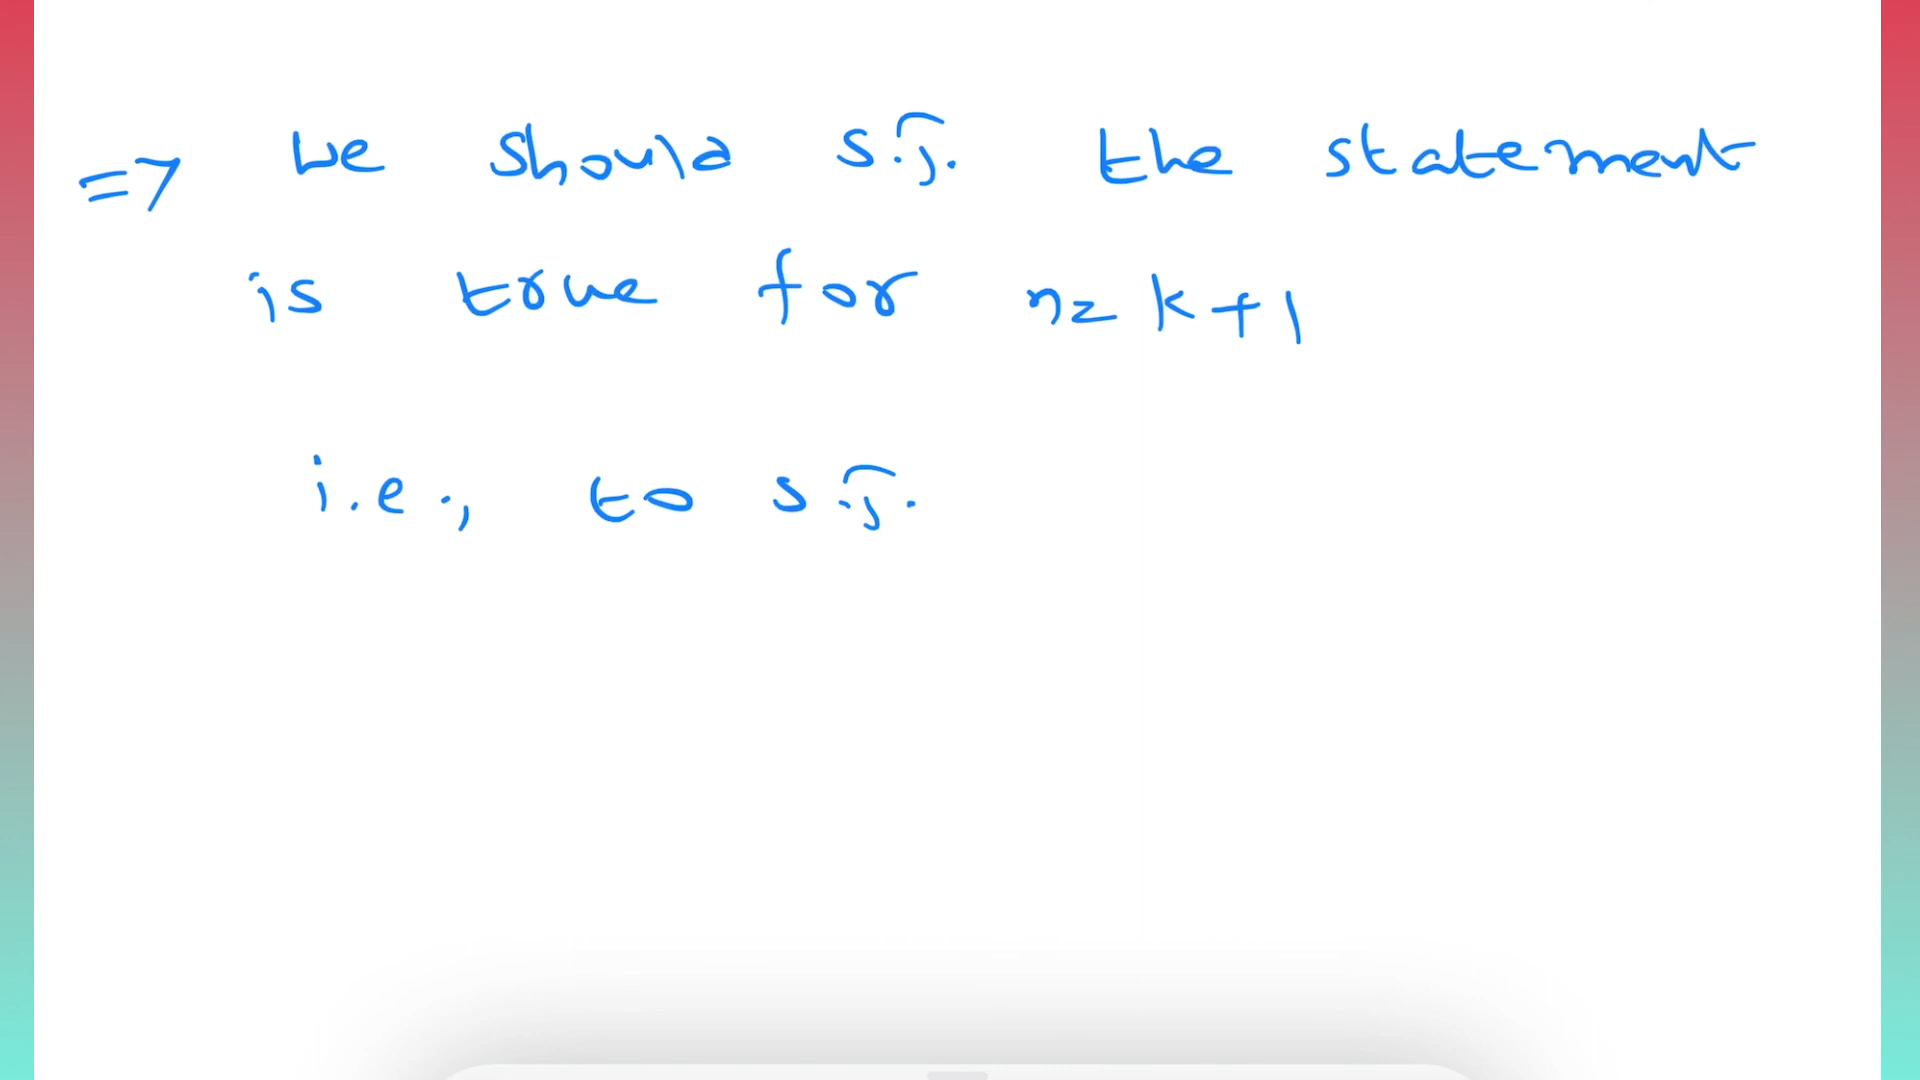 => we should S.T. the statement
is true for n = k + 1
i.e., to S.T.